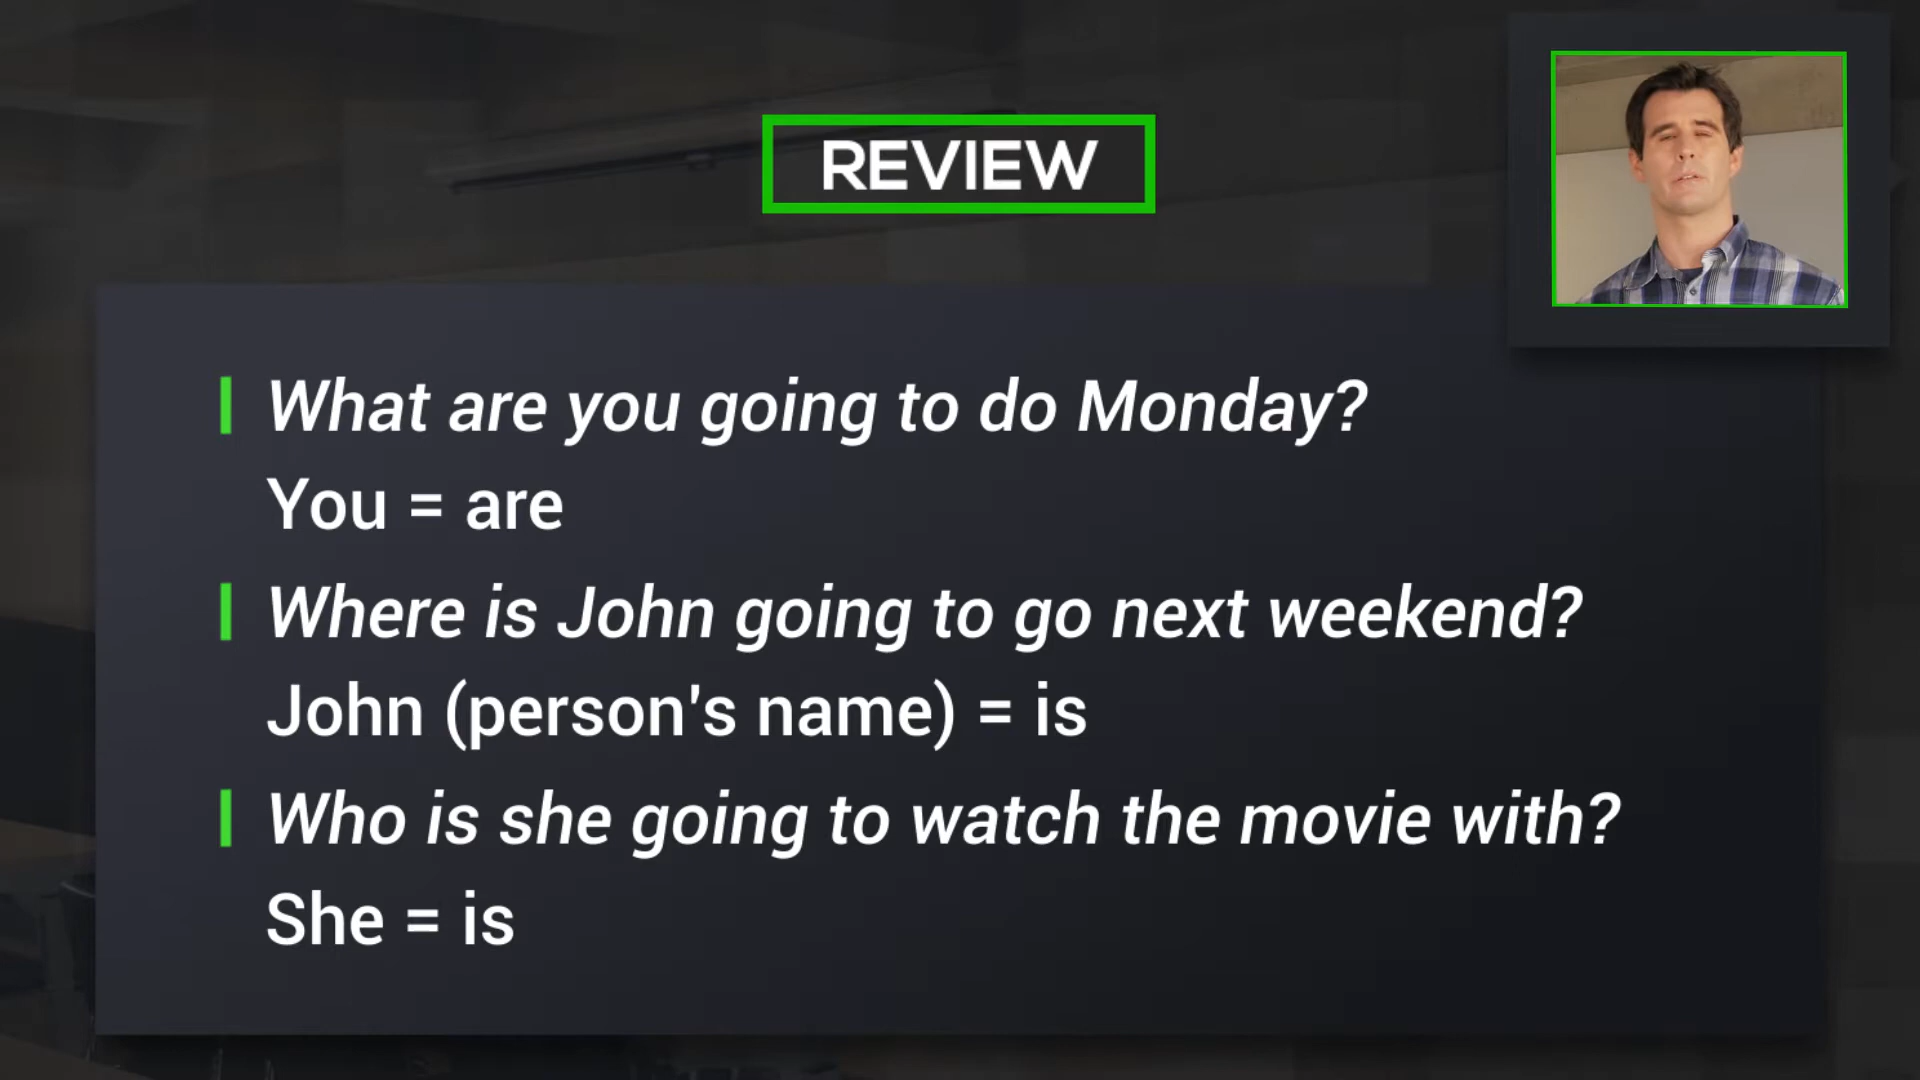 REVIEW
What are you going to do Monday?
You = are
Where is John going to go next weekend?
John (person's name) = is
Who is she going to watch the movie with?
She = is